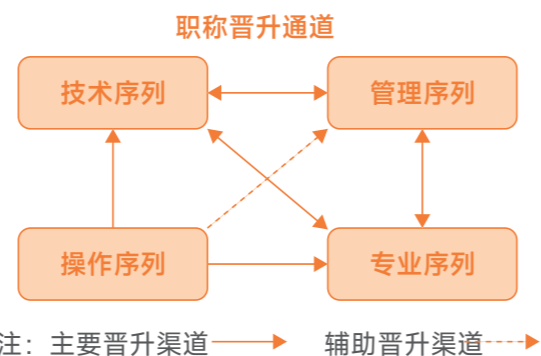 职称晋升通道
技术序列
管理序列
操作序列
专业序列
注：主要晋升渠道
辅助晋升渠道